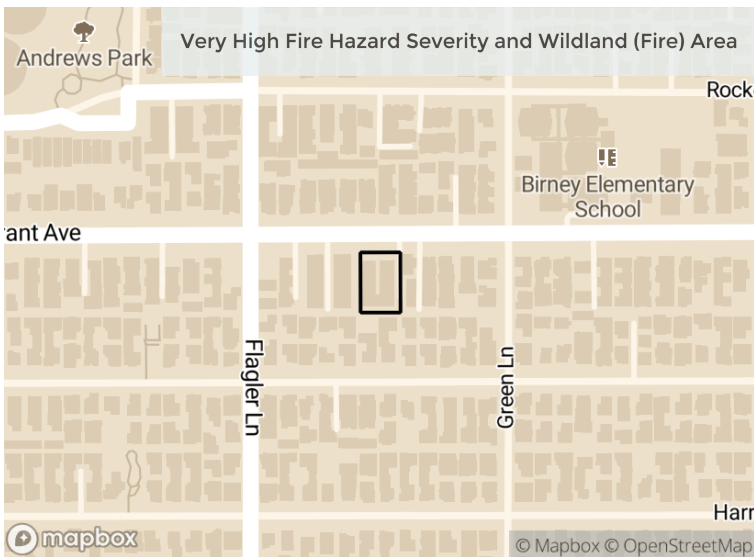 Very High Fire Hazard Severity and Wildland (Fire) Area
Andrews Park
Rock
Birney Elementary
School
rant Ave
Flagler Ln
Green Ln
Harr
mapbox
© Mapbox © OpenStreetMap